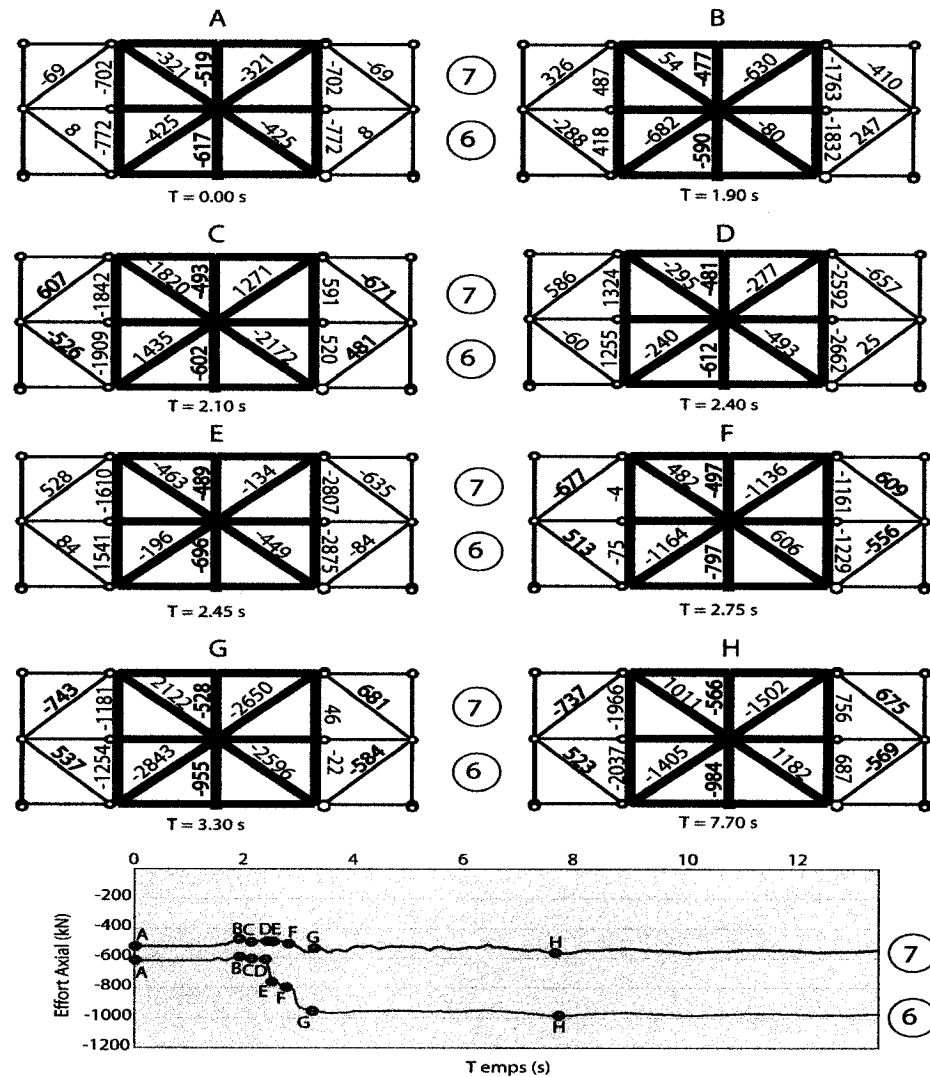 A
B
-69 -702 -321 -519 -321 -702 -69
8 -772 -425 -617 -425 -772 8
T = 0.00 s
7
6
326 487 54 -477 -630 -1763 -410
-288 418 -682 -590 -80 -1832 247
T = 1.90 s
C
D
607 -1842 -1820 -493 1271 591 -671
-526 -1909 1435 -602 -2172 520 481
T = 2.10 s
7
6
586 1324 -295 -481 -277 -2592 -657
-60 1255 -240 -612 -493 -2662 25
T = 2.40 s
E
F
528 -1610 -463 -489 -134 -2807 -635
84 1541 -196 -696 -449 -2875 -84
T = 2.45 s
7
6
-677 -4 482 -497 -1136 -1161 609
513 -75 -1164 -797 606 -1229 -556
T = 2.75 s
G
H
-743 -1181 2122 -528 -2650 46 681
537 -1254 -2843 -955 -2596 -22 -584
T = 3.30 s
7
6
-737 -1966 1011 -566 -1502 756 675
523 -2037 -1405 -984 1182 687 -569
T = 7.70 s
0 2 4 6 8 10 12
Effort Axial (kN)
-200
-400
-600
-800
-1000
-1200
A B C D E F G H
7
A B C D E F G H
6
T emps (s)